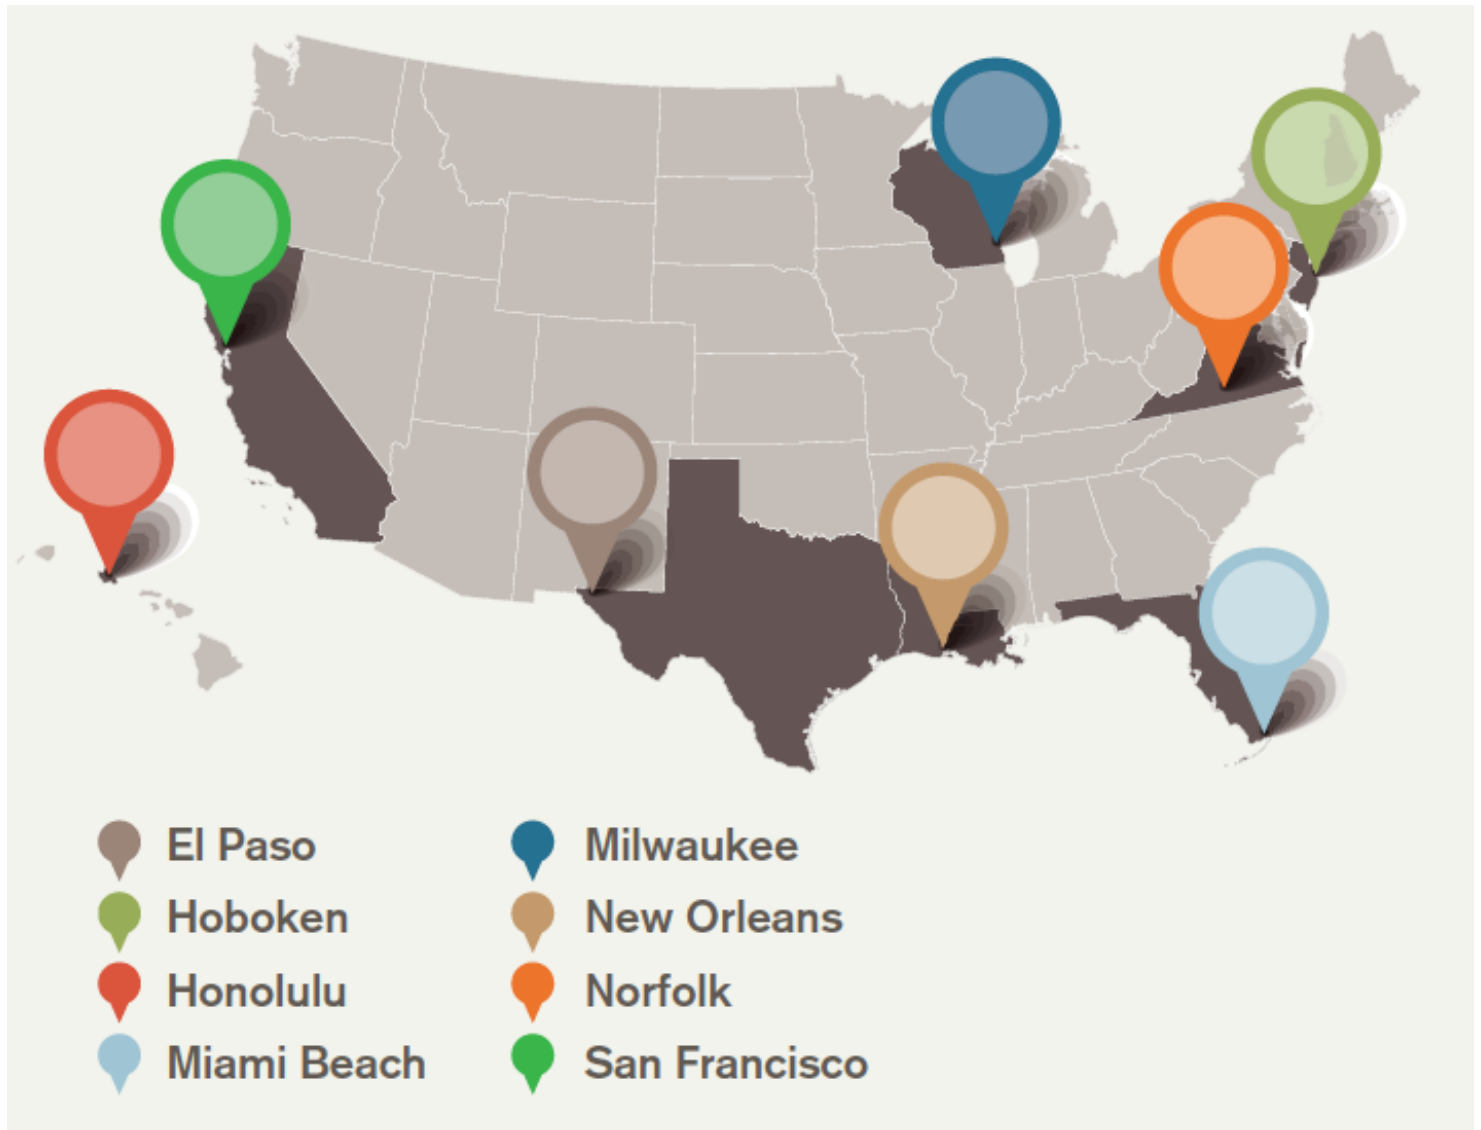 El Paso
Hoboken
Honolulu
Miami Beach
Milwaukee
New Orleans
Norfolk
San Francisco